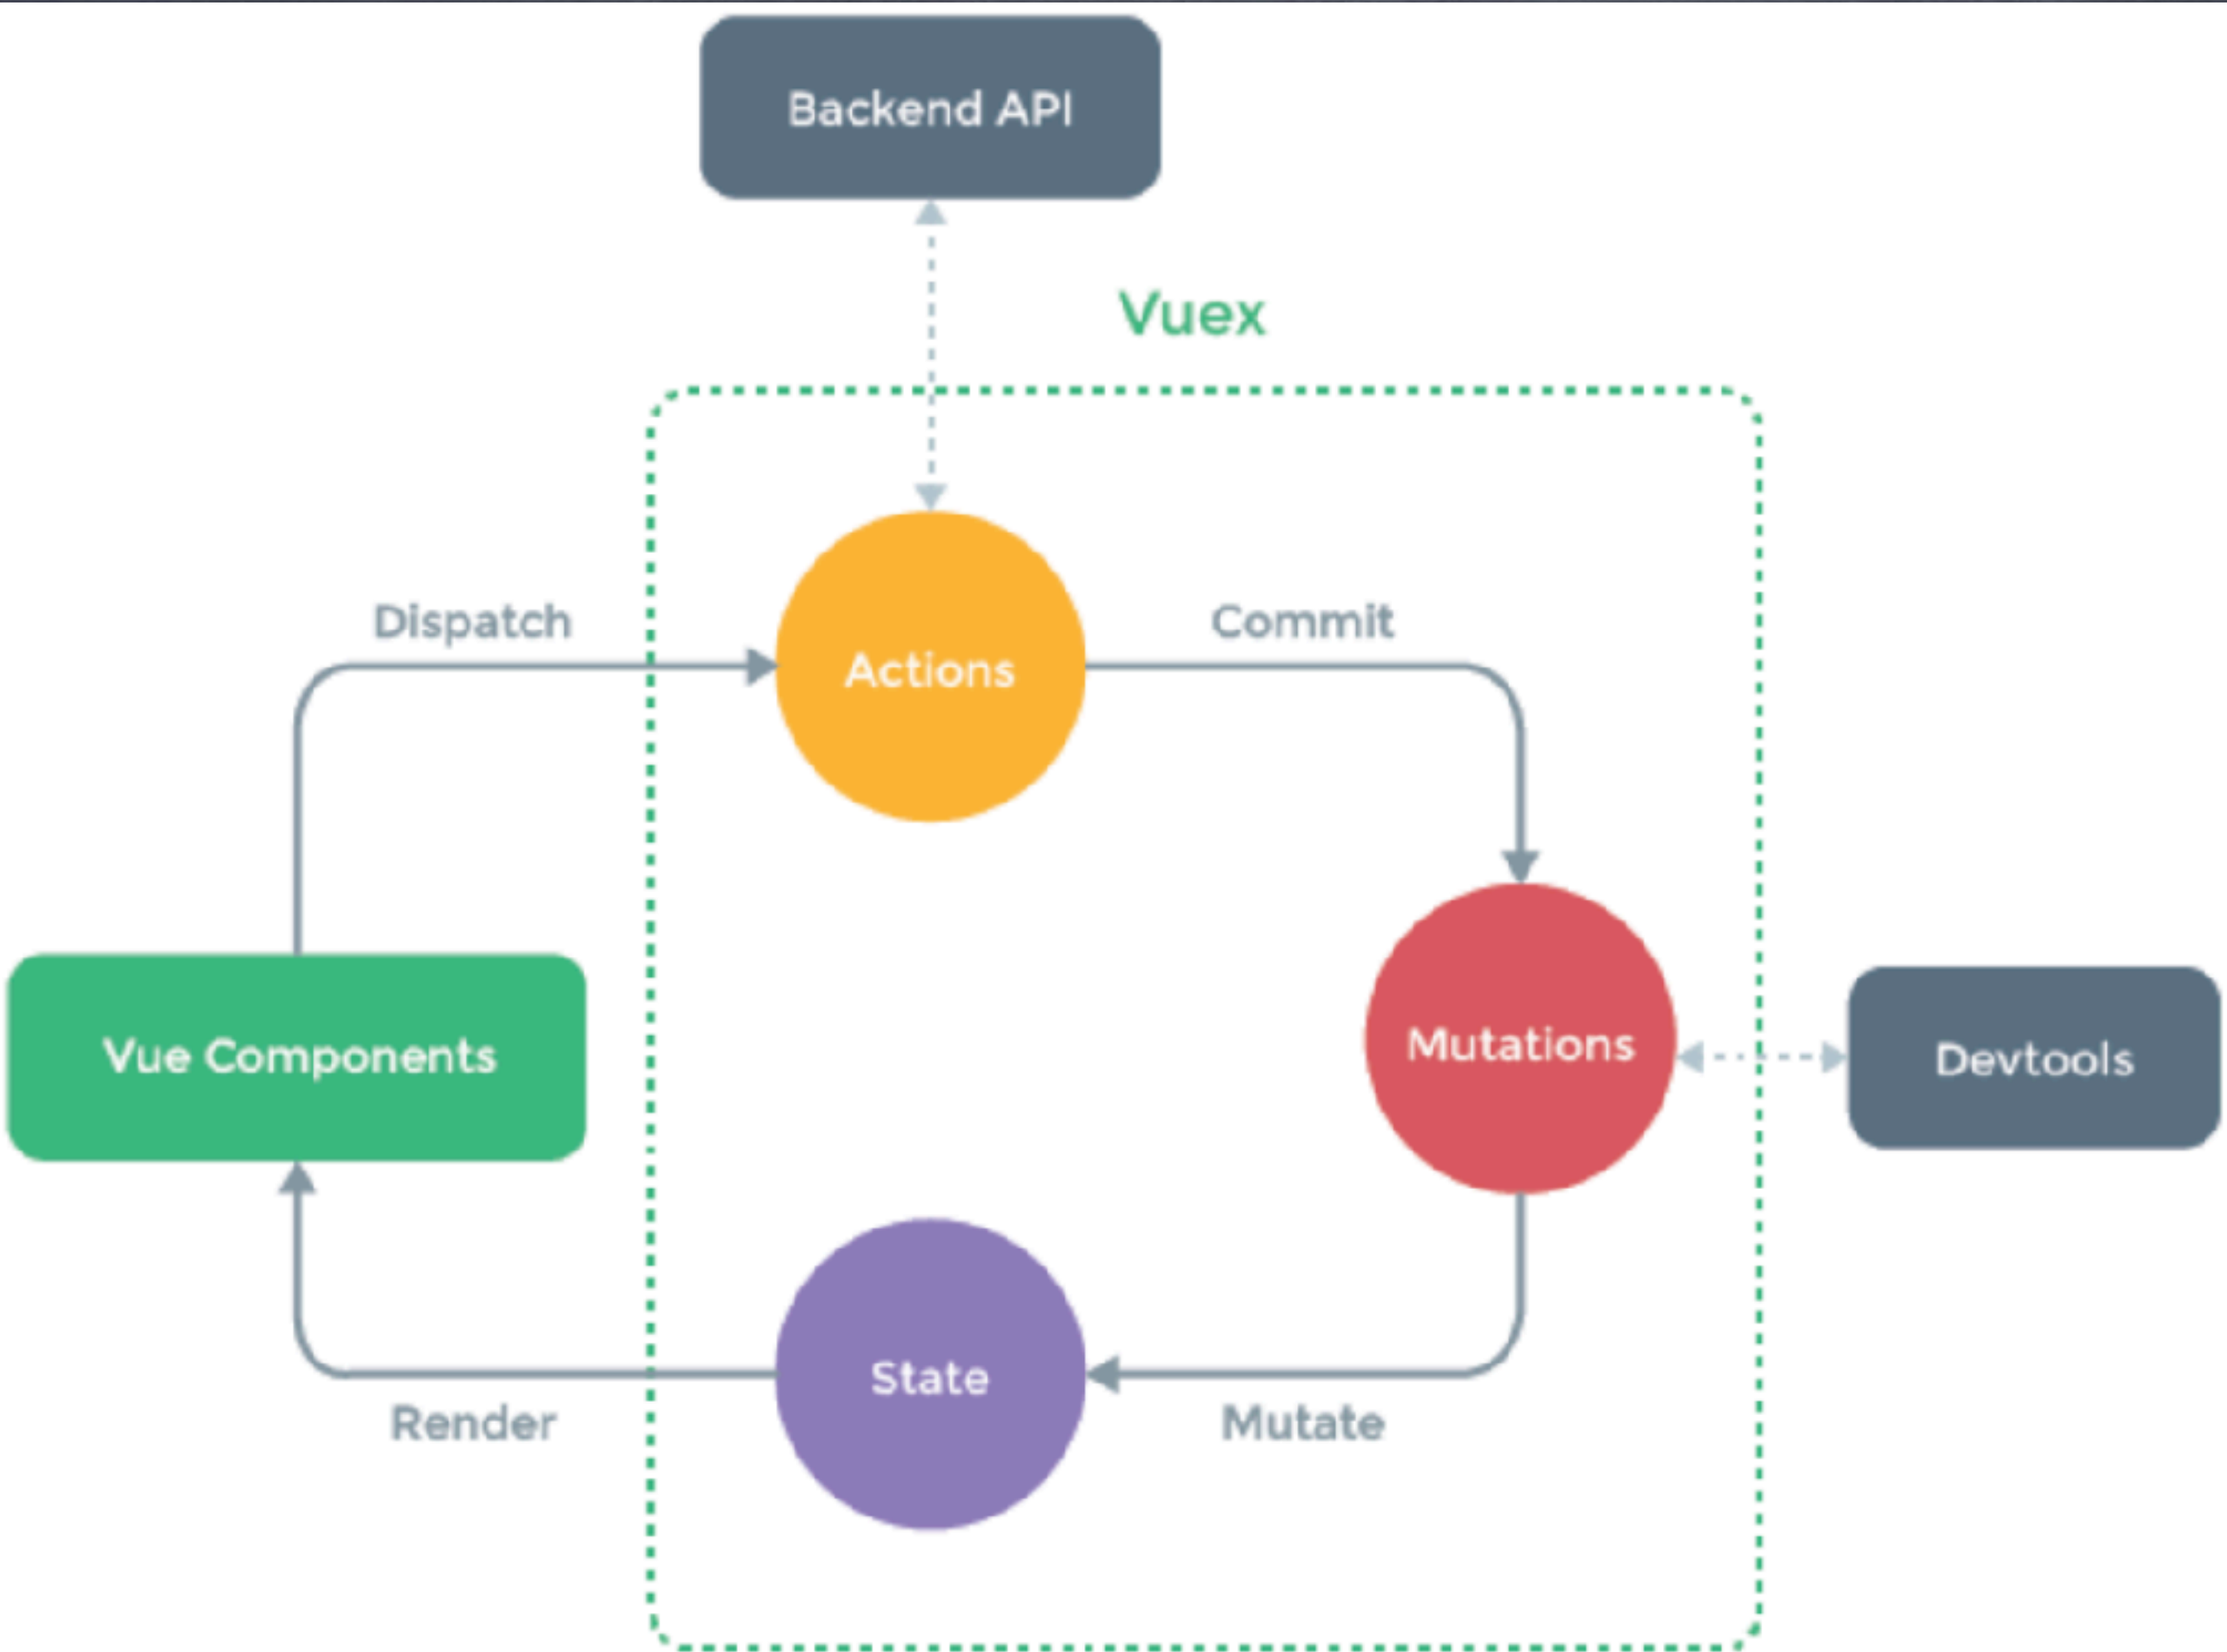 Backend API
Vuex
Dispatch
Commit
Actions
Vue Components
Mutations
Devtools
State
Render
Mutate